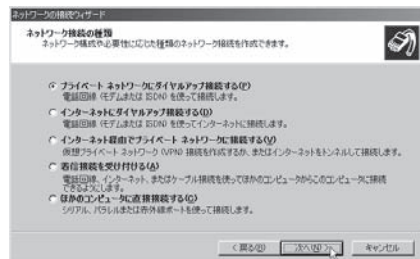 ネットワークの接続ウィザード
ネットワーク接続の種類
ネットワーク構成や必要性に応じた種類のネットワーク接続を作成できます。
プライベート ネットワークにダイヤルアップ接続する(P)
電話回線 (モデムまたは ISDN) を使って接続します。
インターネットにダイヤルアップ接続する(D)
電話回線 (モデムまたは ISDN) を使ってインターネットに接続します。
インターネット経由でプライベート ネットワークに接続する(V)
仮想プライベート ネットワーク (VPN) 接続を作成するか、またはインターネットをトンネルして接続します。
着信接続を受け付ける(A)
電話回線、インターネット、またはケーブル接続を使ってほかのコンピュータからこのコンピュータに接続
できるようにします。
ほかのコンピュータに直接接続する(C)
シリアル、パラレルまたは赤外線ポートを使って接続します。
< 戻る(B) 次へ(N) > キャンセル